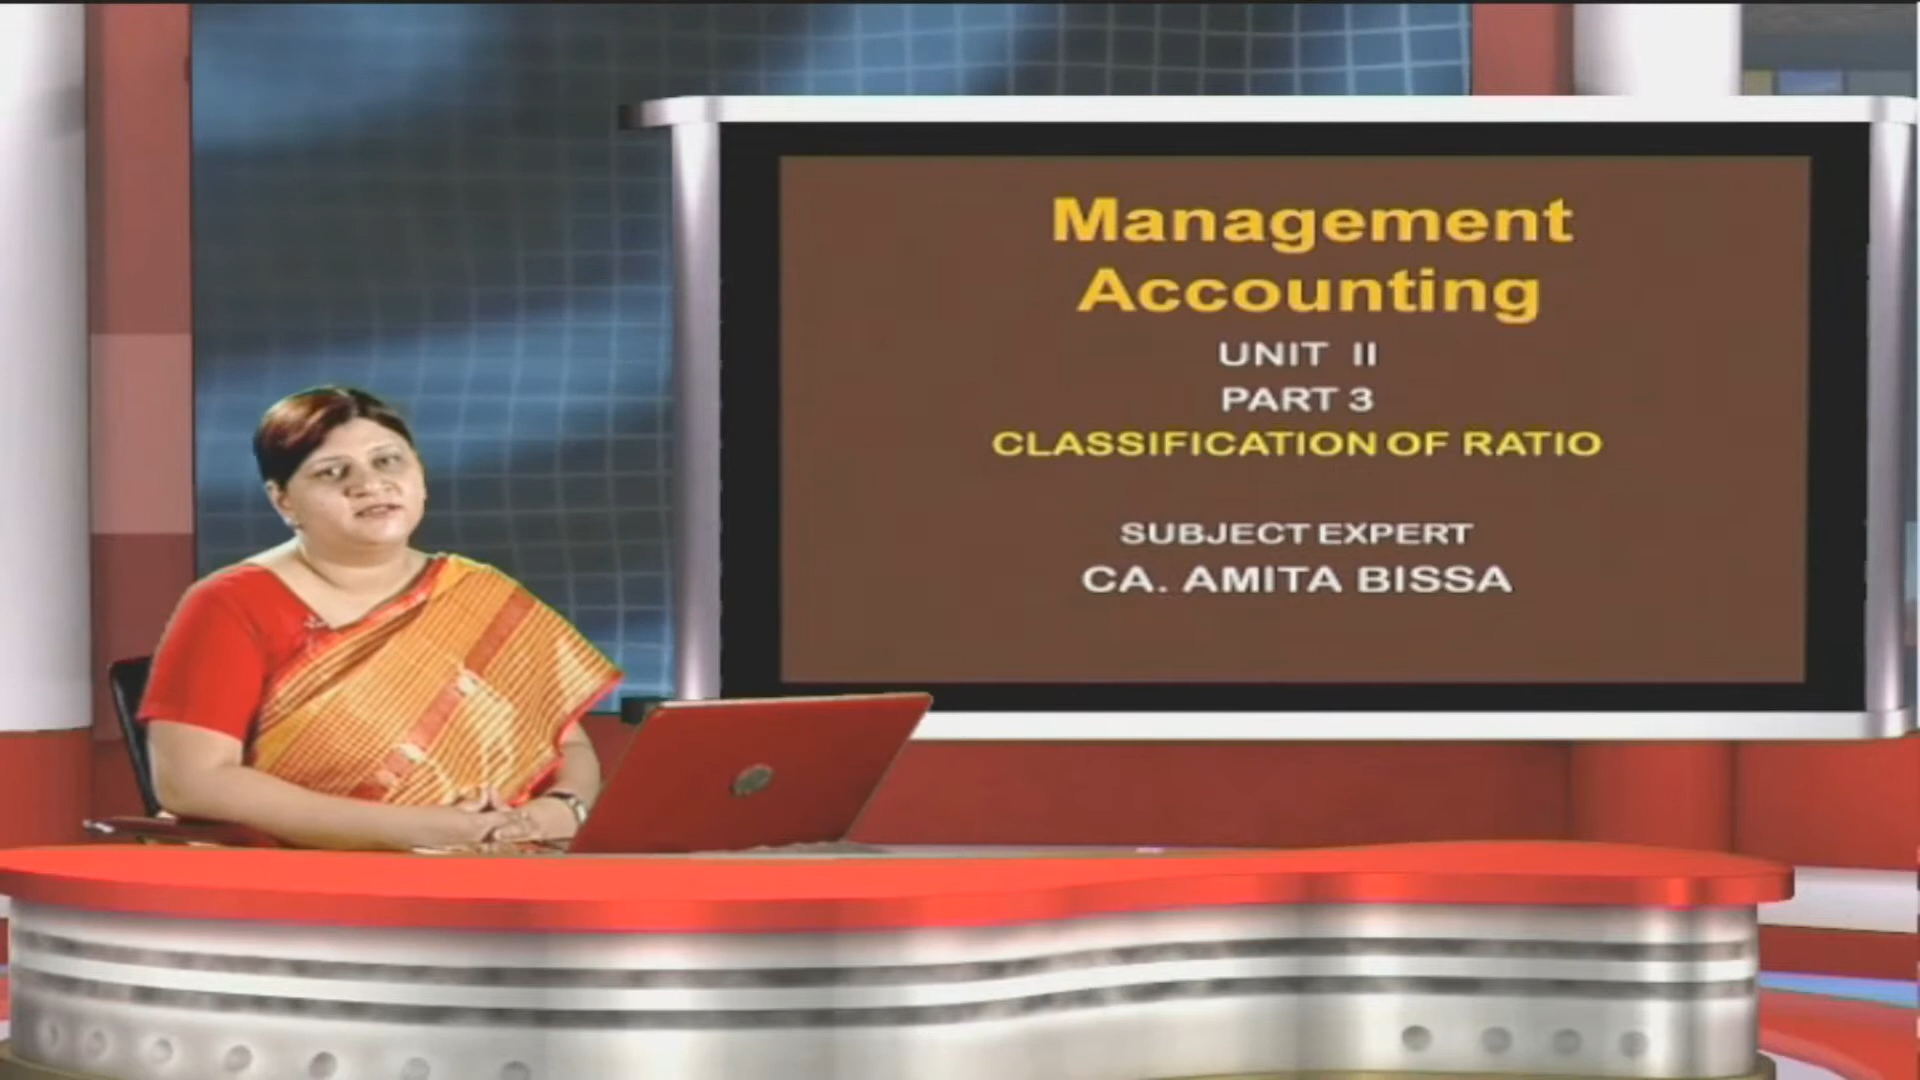 Management
Accounting
UNIT II
PART 3
CLASSIFICATION OF RATIO
SUBJECT EXPERT
CA. AMITA BISSA